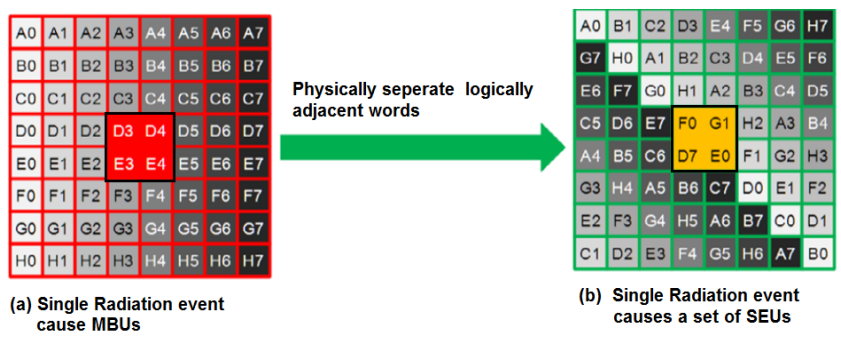 A0 A1 A2 A3 A4 A5 A6 A7
B0 B1 B2 B3 B4 B5 B6 B7
C0 C1 C2 C3 C4 C5 C6 C7
D0 D1 D2 D3 D4 D5 D6 D7
E0 E1 E2 E3 E4 E5 E6 E7
F0 F1 F2 F3 F4 F5 F6 F7
G0 G1 G2 G3 G4 G5 G6 G7
H0 H1 H2 H3 H4 H5 H6 H7
(a) Single Radiation event
cause MBUs
Physically seperate logically
adjacent words
A0 B1 C2 D3 E4 F5 G6 H7
G7 H0 A1 B2 C3 D4 E5 F6
E6 F7 G0 H1 A2 B3 C4 D5
C5 D6 E7 F0 G1 H2 A3 B4
A4 B5 C6 D7 E0 F1 G2 H3
G3 H4 A5 B6 C7 D0 E1 F2
E2 F3 G4 H5 A6 B7 C0 D1
C1 D2 E3 F4 G5 H6 A7 B0
(b) Single Radiation event
causes a set of SEUs